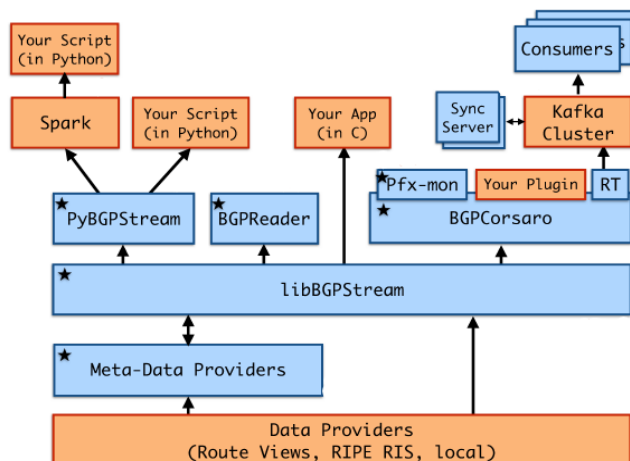 Your Script
(in Python)
Consumers
s
Spark
Your Script
(in Python)
Your App
(in C)
Sync
Server
Kafka
Cluster
Pfx-mon
Your Plugin
RT
PyBGPStream
BGPReader
BGPCorsaro
libBGPStream
Meta-Data Providers
Data Providers
(Route Views, RIPE RIS, local)